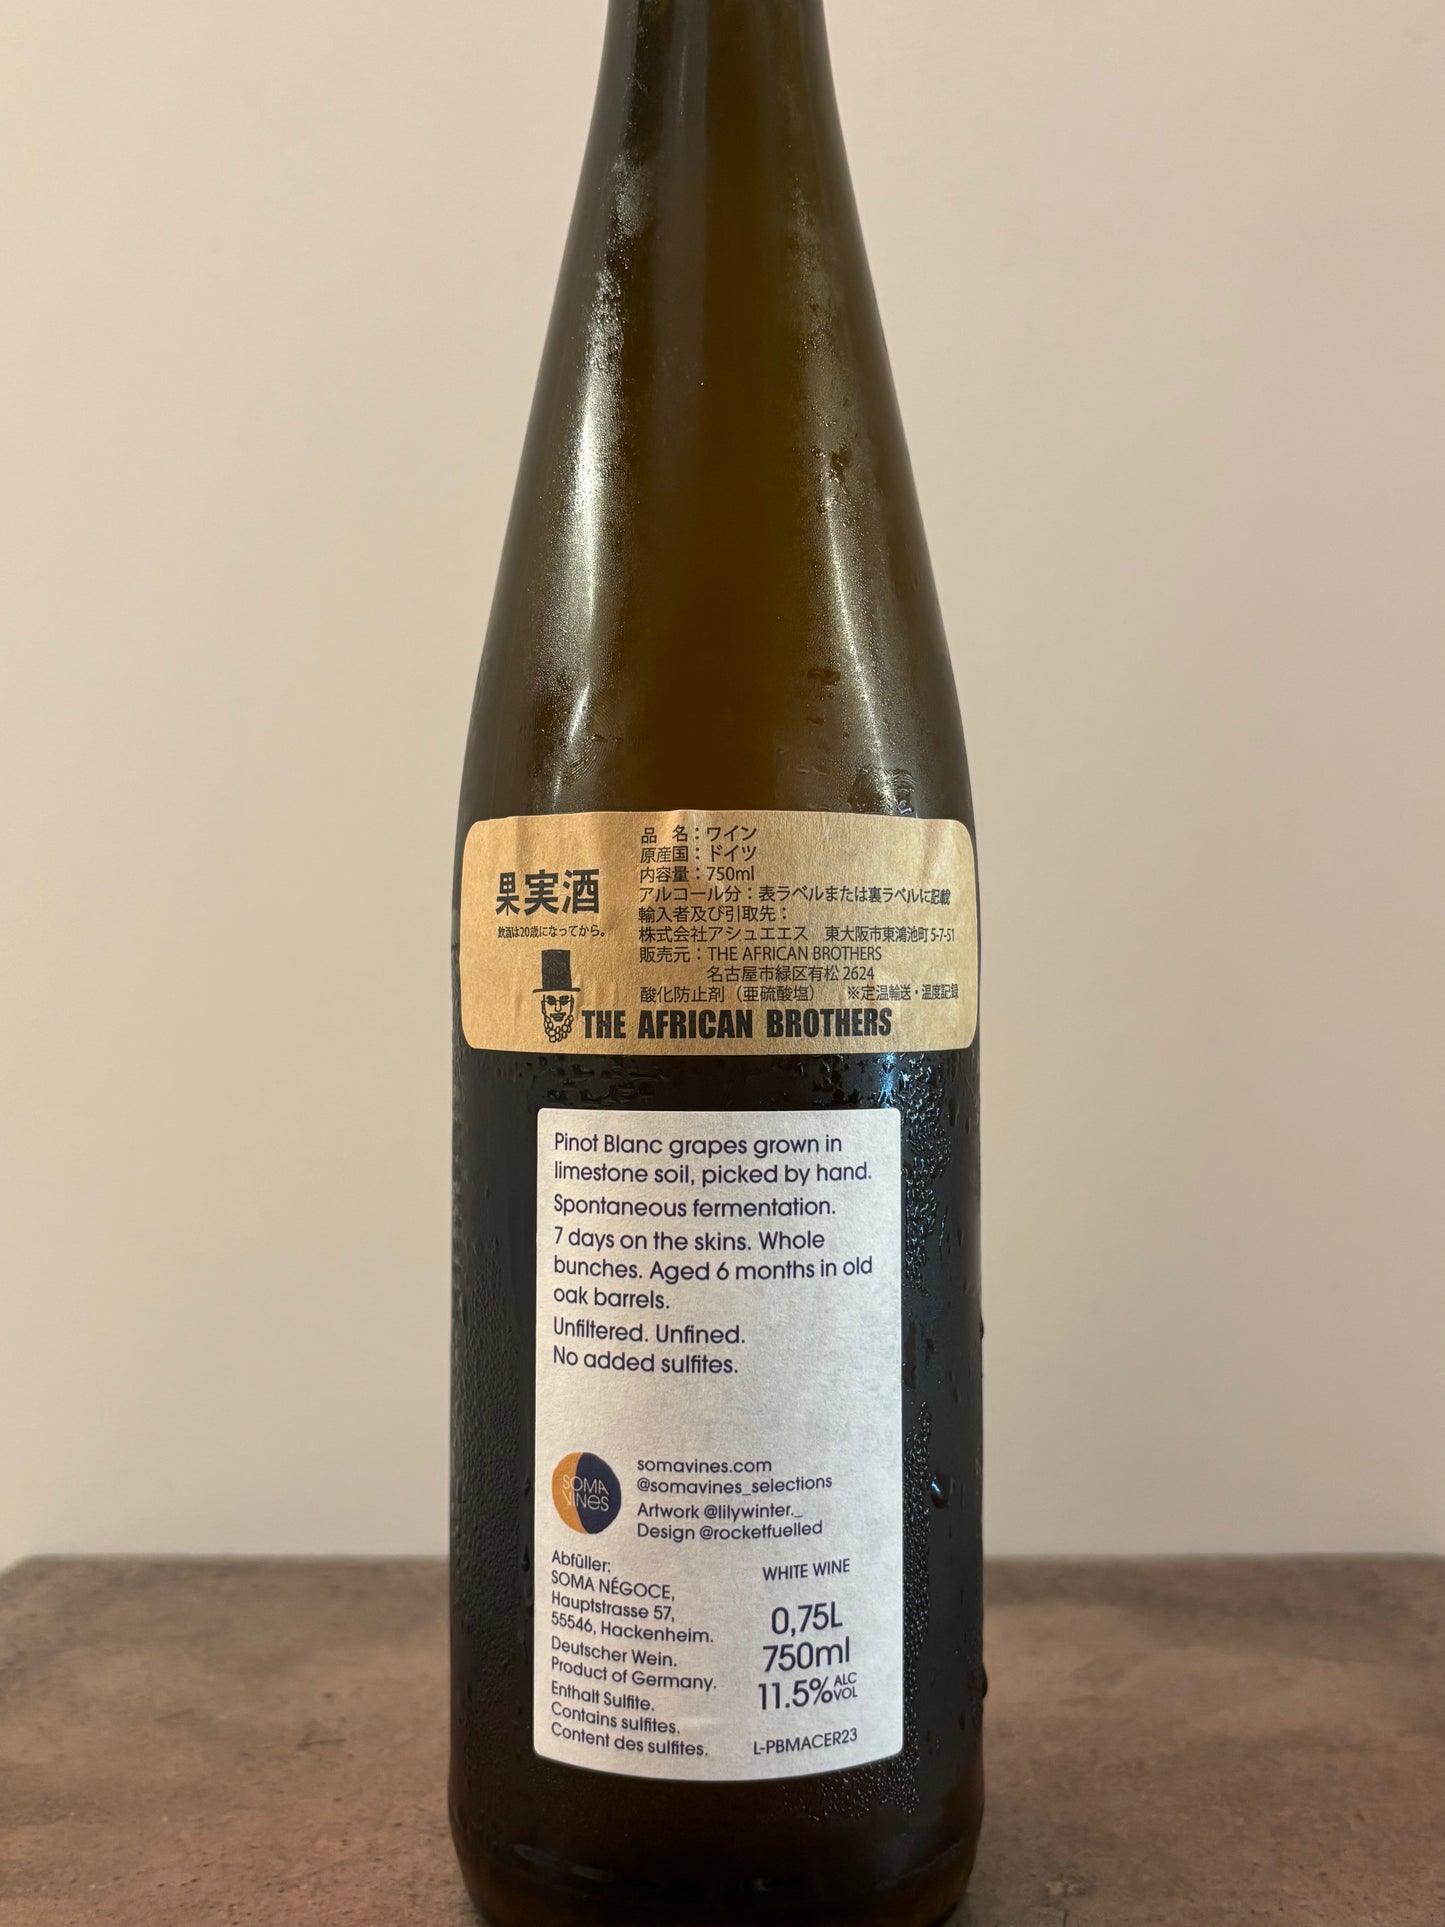 果実酒
飲酒は20歳になってから。
品 名：ワイン
原産国：ドイツ
内容量：750ml
アルコール分：表ラベルまたは裏ラベルに記載
輸入者及び引取先：
株式会社アシュエエス 東大阪市東鴻池町 5-7-51
販売元：THE AFRICAN BROTHERS
名古屋市緑区有松 2624
酸化防止剤（亜硫酸塩） ※定温輸送・温度記録
THE AFRICAN BROTHERS
Pinot Blanc grapes grown in
limestone soil, picked by hand.
Spontaneous fermentation.
7 days on the skins. Whole
bunches. Aged 6 months in old
oak barrels.
Unfiltered. Unfined.
No added sulfites.
SOMA
VINES
somavines.com
@somavines_selections
Artwork @lilywinter._
Design @rocketfuelled
Abfüller:
SOMA NÉGOCE,
Hauptstrasse 57,
55546, Hackenheim.
Deutscher Wein.
Product of Germany.
Enthalt Sulfite.
Contains sulfites.
Content des sulfites.
WHITE WINE
0,75L
750ml
11.5% ALC VOL
L-PBMACER23